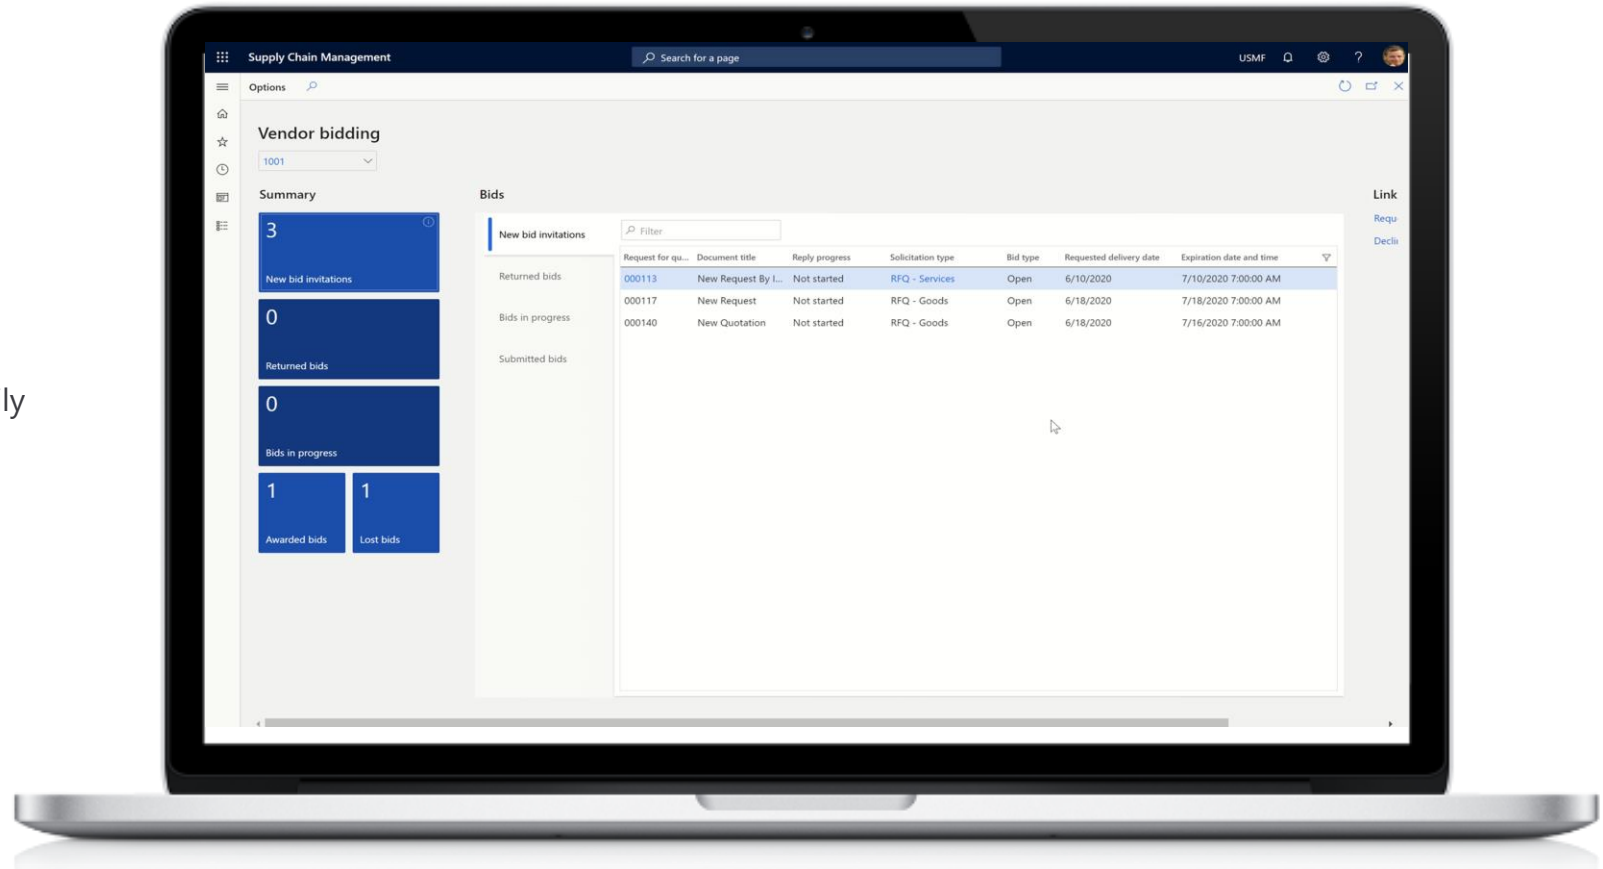 Supply Chain Management
Search for a page
USMF
?
Options
Vendor bidding
1001
Summary
Bids
Link
3
New bid invitations
0
Returned bids
0
Bids in progress
1
Awarded bids
1
Lost bids
New bid invitations
Returned bids
Bids in progress
Submitted bids
Filter
Request for qu... Document title Reply progress Solicitation type Bid type Requested delivery date Expiration date and time
000113 New Request By I... Not started RFQ - Services Open 6/10/2020 7/10/2020 7:00:00 AM
000117 New Request Not started RFQ - Goods Open 6/18/2020 7/18/2020 7:00:00 AM
000140 New Quotation Not started RFQ - Goods Open 6/18/2020 7/16/2020 7:00:00 AM
Requ
Decli
ly